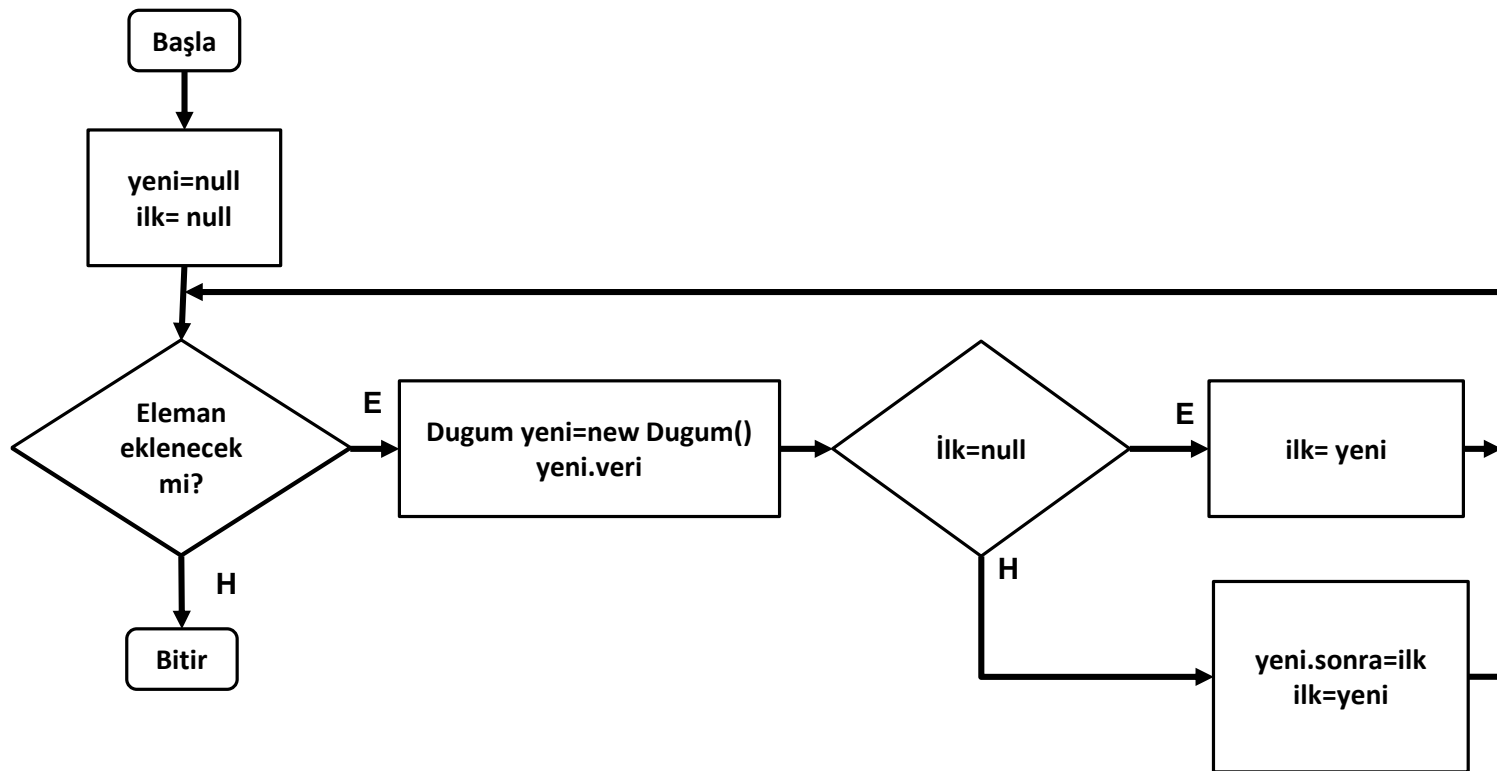 Başla
yeni=null
ilk= null
Eleman
eklenecek
mi?
E
Dugum yeni=new Dugum()
yeni.veri
İlk=null
E
ilk= yeni
H
Bitir
H
yeni.sonra=ilk
ilk=yeni